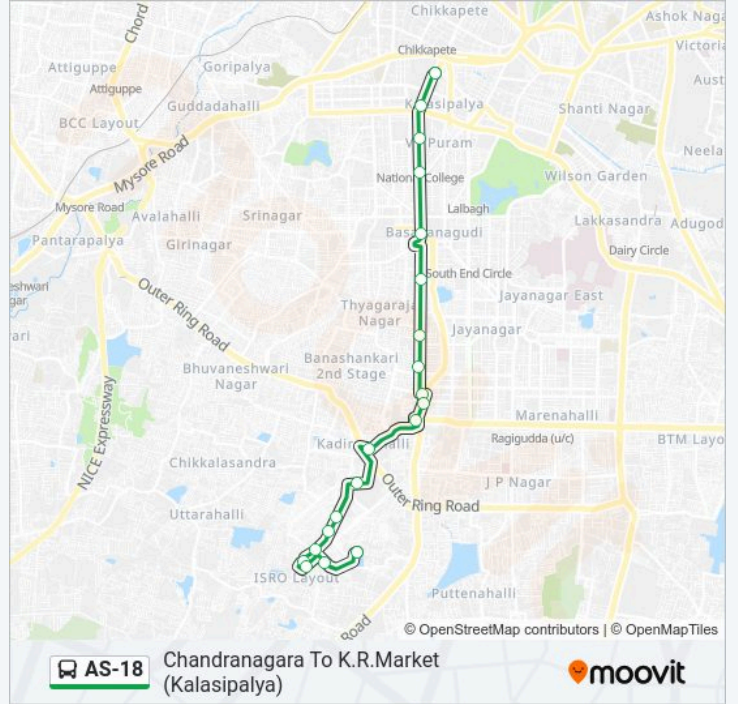 Chord
Chikkapete
Ashok Naga
Chikkapete
Victoria
Attiguppe
Goripalya
Attiguppe
Aust
Guddadahalli
Kalasipalya
Shanti Nagar
BCC Layout
V V Puram
Neela
Mysore Road
National College
Wilson Garden
Mysore Road
Lalbagh
Avalahalli
Srinagar
Lakkasandra
Adugod
Pantarapalya
Girinagar
Basavanagudi
Dairy Circle
eshwari
gar
South End Circle
Outer Ring Road
Jayanagar East
Thyagaraja
Nagar
ari
Jayanagar
Banashankari
2nd Stage
Bhuvaneshwari
Nagar
NICE Expressway
Marenahalli
Kadirenahalli
Ragigudda (u/c)
BTM Layo
Chikkalasandra
J P Nagar
Outer Ring Road
Uttarahalli
ISRO Layout
Puttenahalli
Road
© OpenStreetMap contributors | © OpenMapTiles
AS-18
Chandranagara To K.R.Market
(Kalasipalya)
moovit